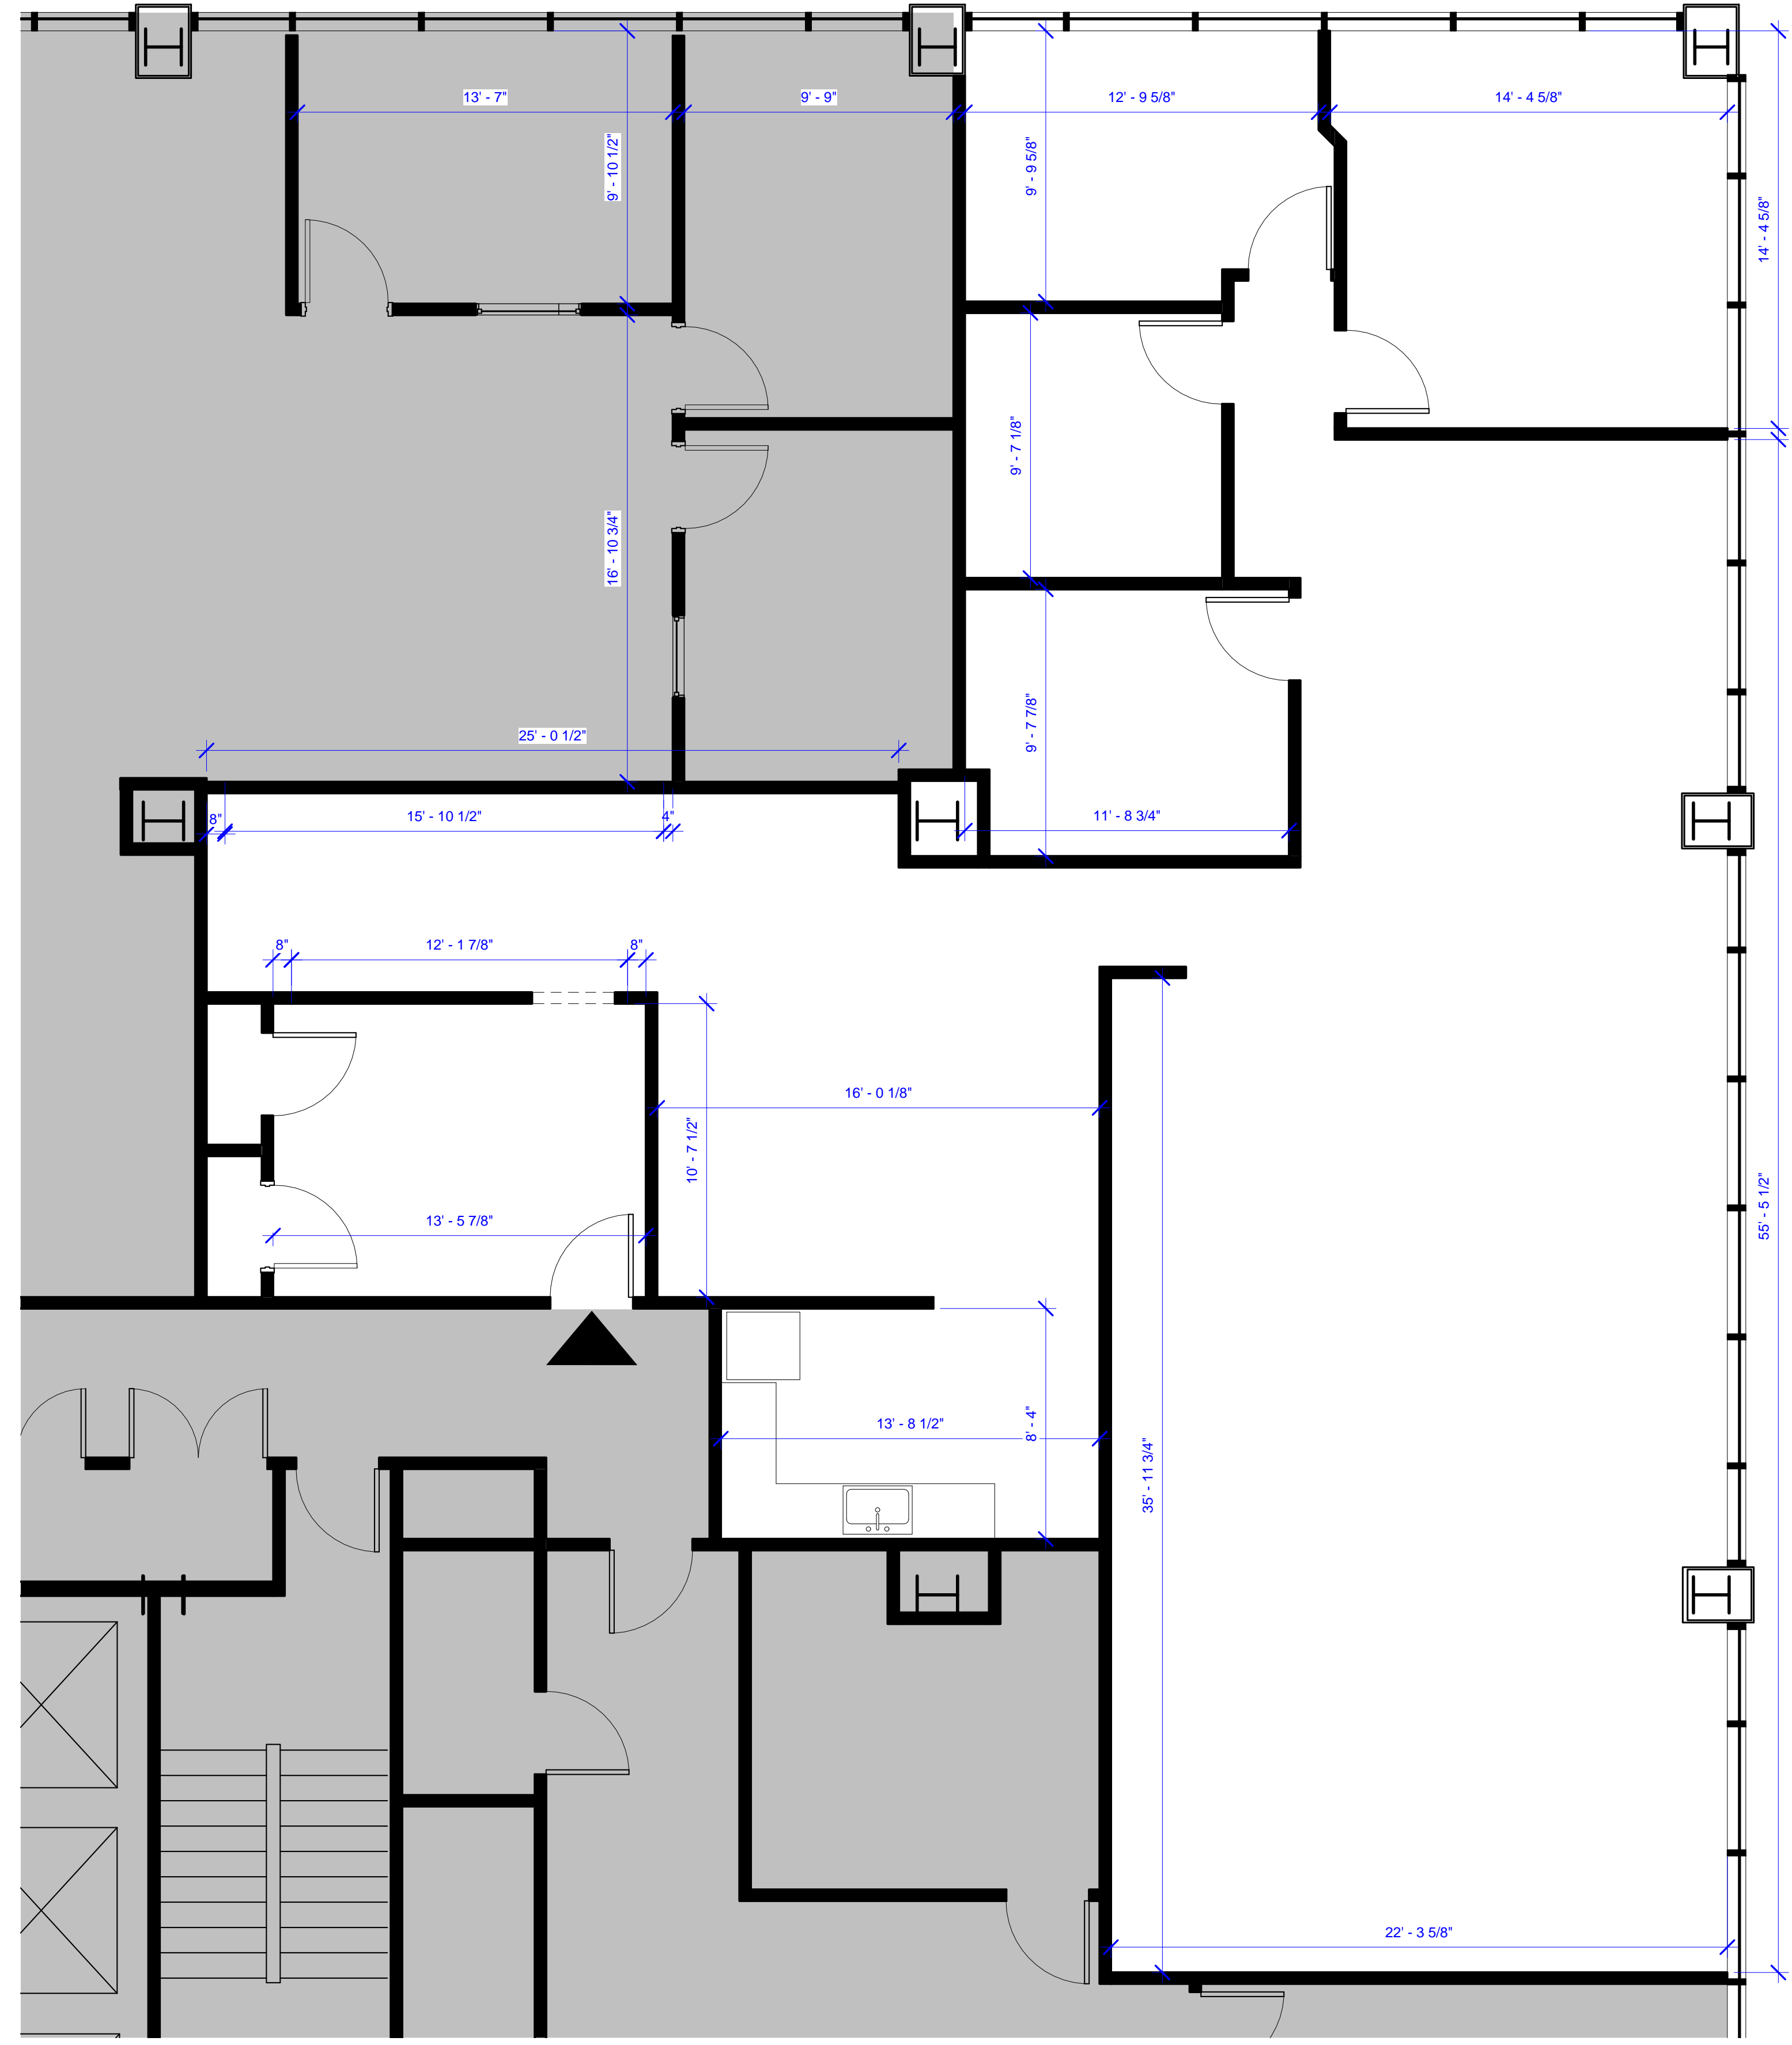 13' - 7"
9' - 9"
12' - 9 5/8"
14' - 4 5/8"
9' - 10 1/2"
9' - 9 5/8"
14' - 4 5/8"
9' - 7 1/8"
16' - 10 3/4"
9' - 7 7/8"
25' - 0 1/2"
8"
15' - 10 1/2"
4"
11' - 8 3/4"
8"
12' - 1 7/8"
8"
16' - 0 1/8"
10' - 7 1/2"
13' - 5 7/8"
55' - 5 1/2"
13' - 8 1/2"
8' - 4"
35' - 11 3/4"
22' - 3 5/8"